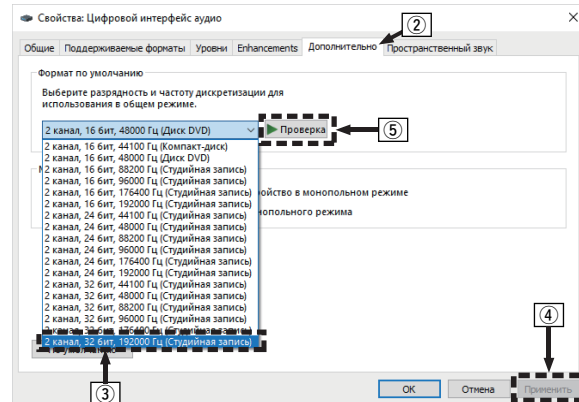 Свойства: Цифровой интерфейс аудио
②
Общие Поддерживаемые форматы Уровни Enhancements Дополнительно Пространственный звук
Формат по умолчанию
Выберите разрядность и частоту дискретизации для
использования в общем режиме.
2 канал, 16 бит, 48000 Гц (Диск DVD)
Проверка
⑤
2 канал, 16 бит, 44100 Гц (Компакт-диск)
2 канал, 16 бит, 48000 Гц (Диск DVD)
2 канал, 16 бит, 88200 Гц (Студийная запись)
2 канал, 16 бит, 96000 Гц (Студийная запись)
2 канал, 16 бит, 176400 Гц (Студийная запись)
2 канал, 16 бит, 192000 Гц (Студийная запись)
2 канал, 24 бит, 44100 Гц (Студийная запись)
2 канал, 24 бит, 48000 Гц (Студийная запись)
2 канал, 24 бит, 88200 Гц (Студийная запись)
2 канал, 24 бит, 96000 Гц (Студийная запись)
2 канал, 24 бит, 176400 Гц (Студийная запись)
2 канал, 24 бит, 192000 Гц (Студийная запись)
2 канал, 32 бит, 44100 Гц (Студийная запись)
2 канал, 32 бит, 48000 Гц (Студийная запись)
2 канал, 32 бит, 88200 Гц (Студийная запись)
2 канал, 32 бит, 96000 Гц (Студийная запись)
2 канал, 32 бит, 176400 Гц (Студийная запись)
2 канал, 32 бит, 192000 Гц (Студийная запись)
в монопольном режиме
режима
③
④
OK Отмена Применить